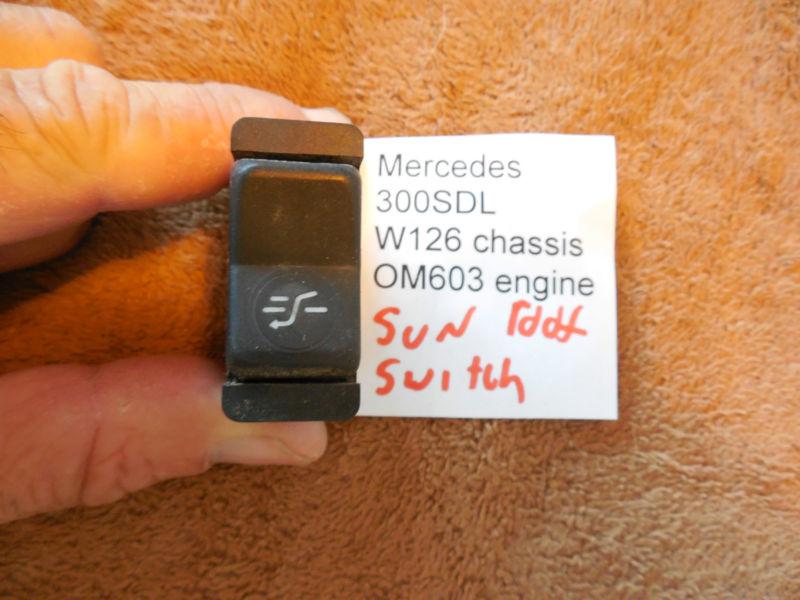 Mercedes
300SDL
W126 chassis
OM603 engine
SUN Roof
Switch